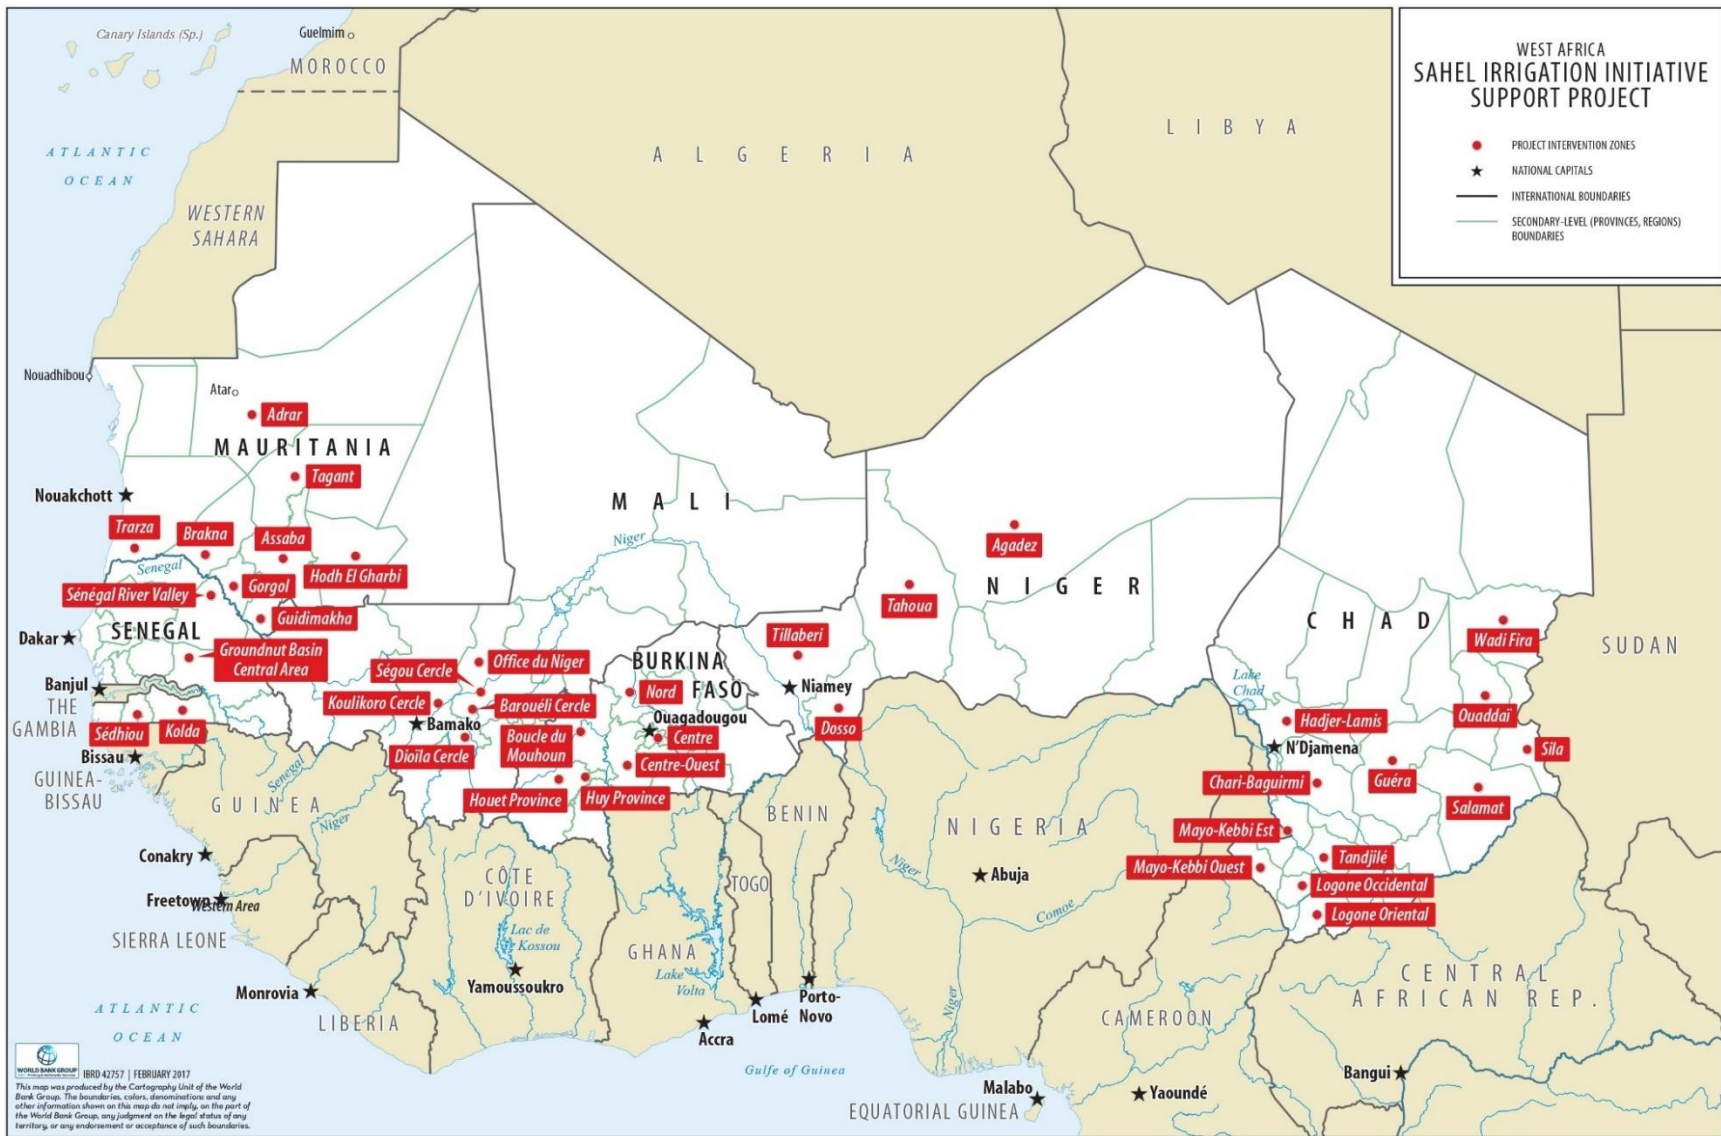 Canary Islands (Sp.)
Guelmim
MOROCCO
ATLANTIC
OCEAN
WESTERN
SAHARA
ALGERIA
LIBYA
WEST AFRICA
SAHEL IRRIGATION INITIATIVE
SUPPORT PROJECT
PROJECT INTERVENTION ZONES
NATIONAL CAPITALS
INTERNATIONAL BOUNDARIES
SECONDARY-LEVEL (PROVINCES, REGIONS)
BOUNDARIES
Nouadhibou
Atar
Adrar
MAURITANIA
Tagant
Nouakchott
Trarza
Brakna
Assaba
Hodh El Gharbi
Senegal
Gorgol
Sénégal River Valley
Guidimakha
Dakar
SENEGAL
Groundnut Basin
Central Area
Banjul
THE
GAMBIA
Sédhiou
Kolda
Bissau
GUINEA-
BISSAU
MALI
Niger
Ségou Cercle
Office du Niger
Koulikoro Cercle
Barouéli Cercle
Bamako
Dioïla Cercle
BURKINA
FASO
Nord
Ouagadougou
Centre
Boucle du
Mouhoun
Centre-Ouest
Houet Province
Huy Province
Agadez
NIGER
Tahoua
Tillaberi
Niamey
Dosso
CHAD
Wadi Fira
SUDAN
Lake
Chad
Ouaddaï
Hadjer-Lamis
N'Djamena
Sila
Guéra
Chari-Baguirmi
Salamat
Mayo-Kebbi Est
Tandjilé
Mayo-Kebbi Ouest
Logone Occidental
Logone Oriental
Senegal
GUINEA
Niger
Conakry
Freetown
Western Area
SIERRA LEONE
Monrovia
LIBERIA
CÔTE
D'IVOIRE
Lac de
Kossou
Yamoussoukro
GHANA
Lake
Volta
Accra
TOGO
Lomé
BENIN
Porto-
Novo
NIGERIA
Niger
Abuja
Comoe
Niger
CENTRAL
AFRICAN REP.
CAMEROON
Bangui
Yaoundé
Malabo
EQUATORIAL GUINEA
Gulfe of Guinea
ATLANTIC
OCEAN
WORLD BANK GROUP
IBRD 42757 | FEBRUARY 2017
This map was produced by the Cartography Unit of the World
Bank Group. The boundaries, colors, denominations and any
other information shown on this map do not imply, on the part of
the World Bank Group, any judgment on the legal status of any
territory, or any endorsement or acceptance of such boundaries.